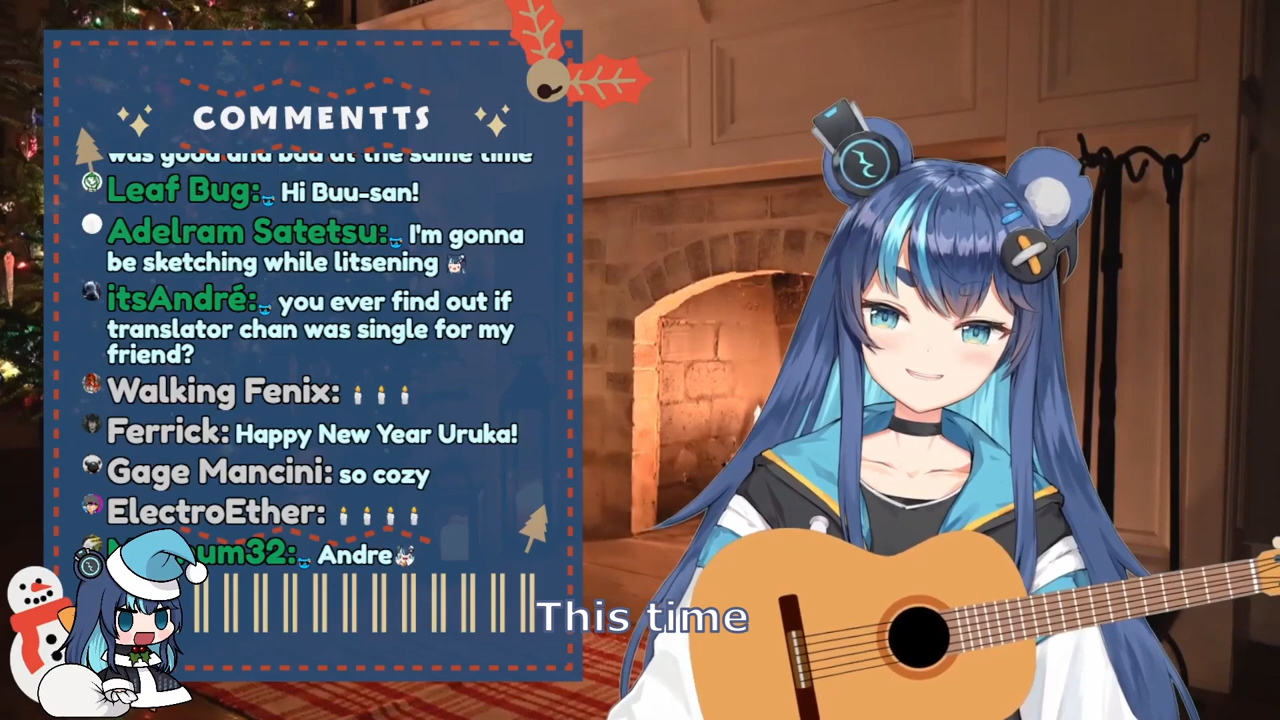 COMMENTTS
was good and bad at the same time
Leaf Bug: Hi Buu-san!
Adelram Satetsu: I'm gonna
be sketching while litsening
itsAndré: you ever find out if
translator chan was single for my
friend?
Walking Fenix:
Ferrick: Happy New Year Uruka!
Gage Mancini: so cozy
ElectroEther:
Andre
This time